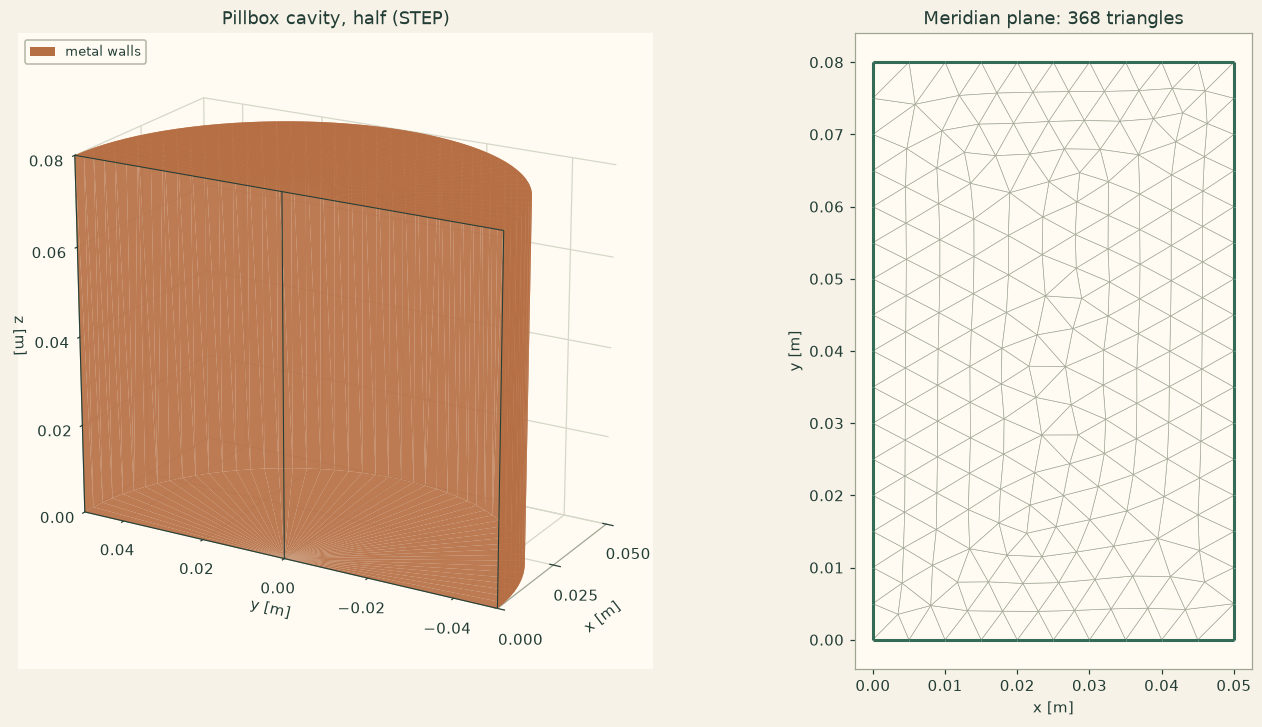 Pillbox cavity, half (STEP)
metal walls
0.08
0.06
0.04
0.02
0.00
z [m]
0.04
0.02
0.00
−0.02
−0.04
y [m]
0.000
0.025
0.050
x [m]
Meridian plane: 368 triangles
0.08
0.07
0.06
0.05
0.04
0.03
0.02
0.01
0.00
y [m]
0.00 0.01 0.02 0.03 0.04 0.05
x [m]